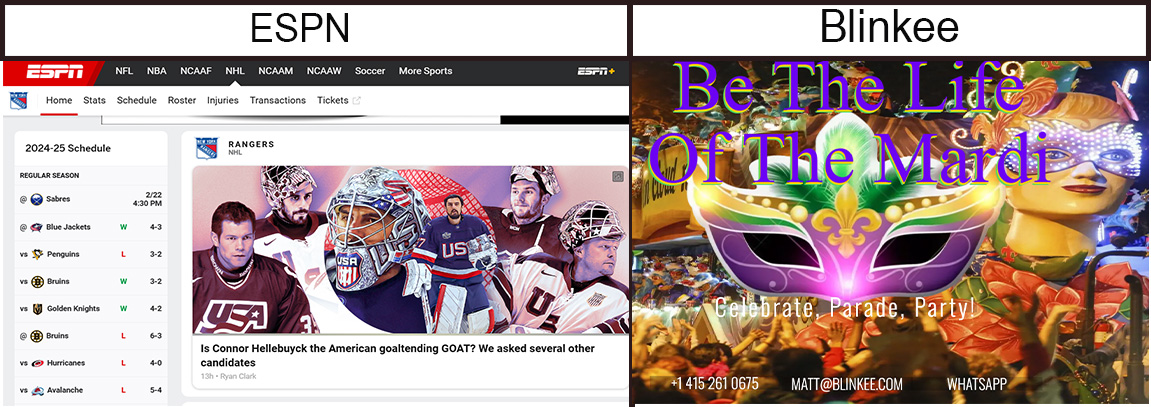 ESPN
Blinkee
ESPN NFL NBA NCAAF NHL NCAAM NCAAW Soccer More Sports ESPN+
Home Stats Schedule Roster Injuries Transactions Tickets
2024-25 Schedule
REGULAR SEASON
@ Sabres 2/22
4:30 PM
@ Blue Jackets W 4-3
vs Penguins L 3-2
vs Bruins W 3-2
vs Golden Knights W 4-2
@ Bruins L 6-3
vs Hurricanes L 4-0
vs Avalanche L 5-4
RANGERS
NHL
USA
US
USA
Is Connor Hellebuyck the American goaltending GOAT? We asked several other
candidates
13h • Ryan Clark
Be The Life
Of The Mardi
Celebrate, Parade, Party!
+1 415 261 0675 MATT@BLINKEE.COM WHATSAPP